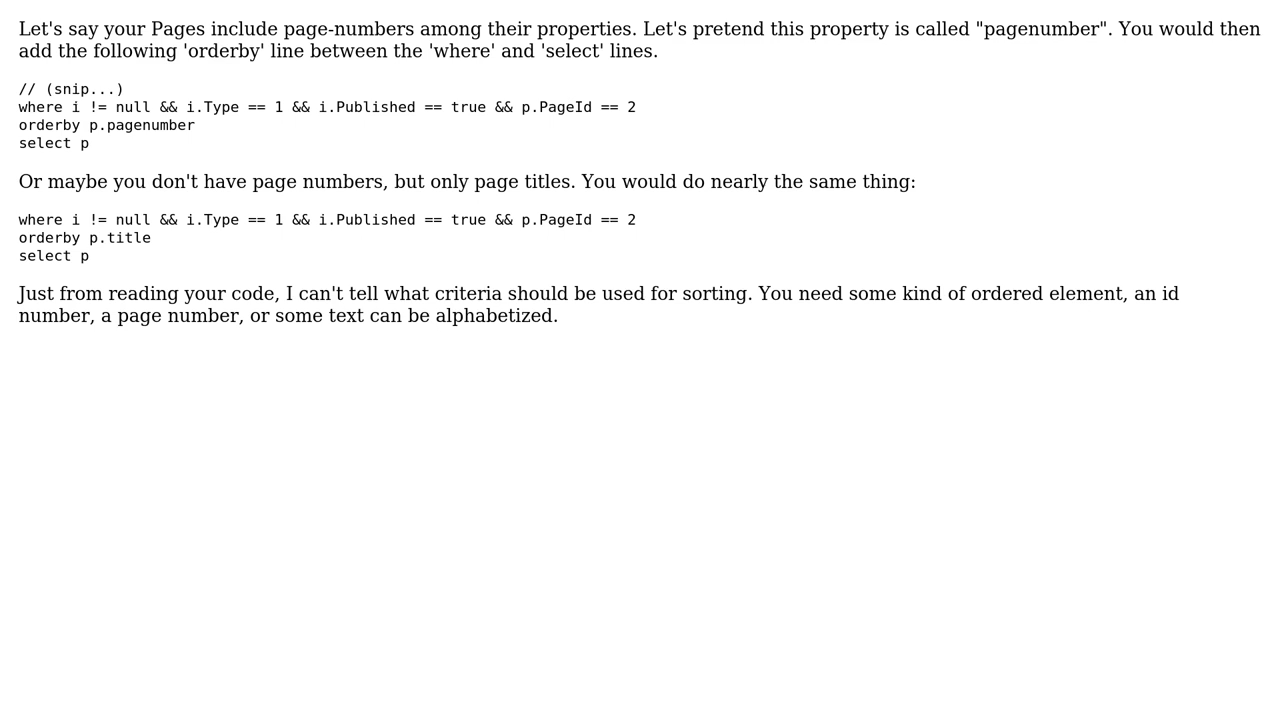 Let's say your Pages include page-numbers among their properties. Let's pretend this property is called "pagenumber". You would then
add the following 'orderby' line between the 'where' and 'select' lines.
// (snip...)
where i != null && i.Type == 1 && i.Published == true && p.PageId == 2
orderby p.pagenumber
select p
Or maybe you don't have page numbers, but only page titles. You would do nearly the same thing:
where i != null && i.Type == 1 && i.Published == true && p.PageId == 2
orderby p.title
select p
Just from reading your code, I can't tell what criteria should be used for sorting. You need some kind of ordered element, an id
number, a page number, or some text can be alphabetized.